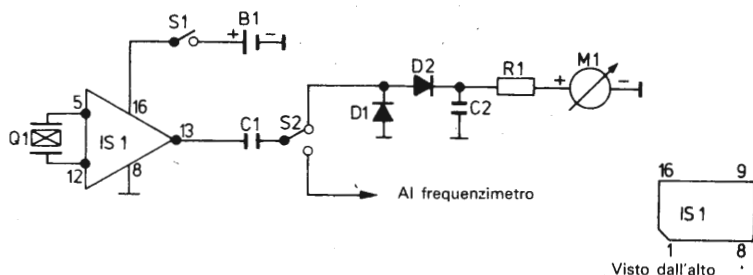 S1
B1
+ -
M1
D2
R1
+ -
5
16
Q1
IS 1
13
C1
S2
D1
C2
12
8
Al frequenzimetro
16 9
IS 1
1 8
Visto dall'alto